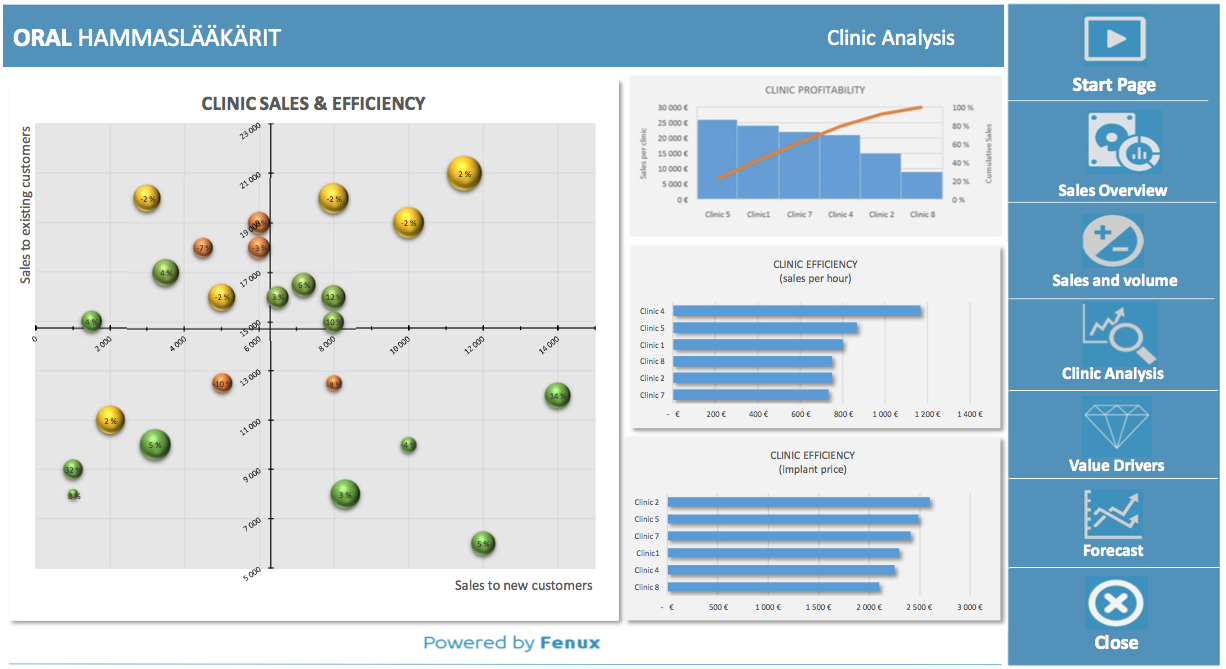 ORAL HAMMASLÄÄKÄRIT
Clinic Analysis
CLINIC SALES & EFFICIENCY
Sales to existing customers
23 000
21 000
19 000
17 000
15 000
13 000
11 000
9 000
7 000
5 000
0
2 000
4 000
6 000
8 000
10 000
12 000
14 000
-2 %
-2 %
2 %
-2 %
-7 %
-3 %
4 %
-2 %
3 %
6 %
12 %
4 %
10 %
-10 %
-8 %
14 %
2 %
5 %
4 %
32 %
3 %
5 %
Sales to new customers
CLINIC PROFITABILITY
Sales per clinic
30 000 €
25 000 €
20 000 €
15 000 €
10 000 €
5 000 €
0 €
100 %
80 %
60 %
40 %
20 %
0 %
Cumulative Sales
Clinic 5
Clinic1
Clinic 7
Clinic 4
Clinic 2
Clinic 8
CLINIC EFFICIENCY
(sales per hour)
Clinic 4
Clinic 5
Clinic 1
Clinic 8
Clinic 2
Clinic 7
- €
200 €
400 €
600 €
800 €
1 000 €
1 200 €
1 400 €
CLINIC EFFICIENCY
(implant price)
Clinic 2
Clinic 5
Clinic 7
Clinic1
Clinic 4
Clinic 8
- €
500 €
1 000 €
1 500 €
2 000 €
2 500 €
3 000 €
Powered by Fenux
Start Page
Sales Overview
Sales and volume
Clinic Analysis
Value Drivers
Forecast
Close